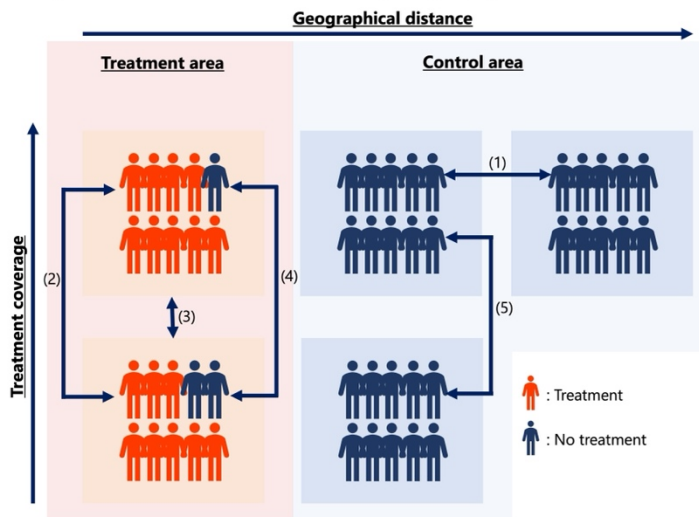 Geographical distance
Treatment area
Control area
Treatment coverage
(1)
(2)
(3)
(4)
(5)
: Treatment
: No treatment